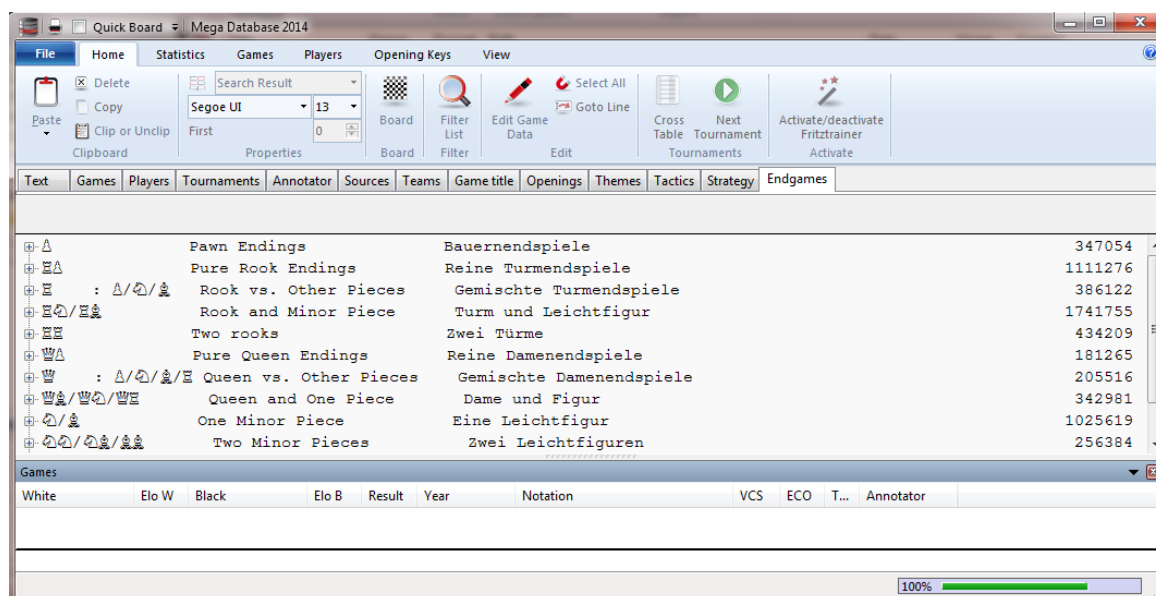 Quick Board Mega Database 2014
File Home Statistics Games Players Opening Keys View
Paste
Delete
Copy
Clip or Unclip
Clipboard
Search Result
Segoe UI 13
First 0
Properties
Board
Board
Filter List
Filter
Edit Game Data
Select All
Goto Line
Edit
Cross Table
Next Tournament
Tournaments
Activate/deactivate Fritztrainer
Activate
Text Games Players Tournaments Annotator Sources Teams Game title Openings Themes Tactics Strategy Endgames
♙ Pawn Endings Bauernendspiele 347054
♖♙ Pure Rook Endings Reine Turmendspiele 1111276
♖ : ♙/♘/♗ Rook vs. Other Pieces Gemischte Turmendspiele 386122
♖♘/♖♗ Rook and Minor Piece Turm und Leichtfigur 1741755
♖♖ Two rooks Zwei Türme 434209
♕♙ Pure Queen Endings Reine Damenendspiele 181265
♕ : ♙/♘/♗/♖ Queen vs. Other Pieces Gemischte Damenendspiele 205516
♕♗/♕♘/♕♖ Queen and One Piece Dame und Figur 342981
♘/♗ One Minor Piece Eine Leichtfigur 1025619
♘♘/♘♗/♗♗ Two Minor Pieces Zwei Leichtfiguren 256384
Games
White Elo W Black Elo B Result Year Notation VCS ECO T... Annotator
100%